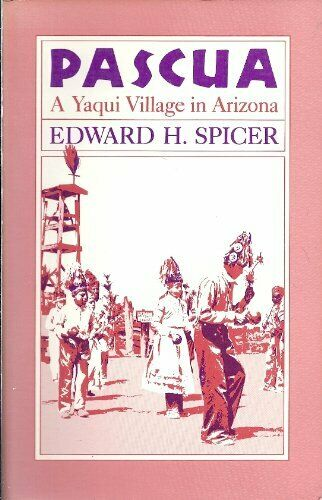 PASCUA
A Yaqui Village in Arizona
EDWARD H. SPICER